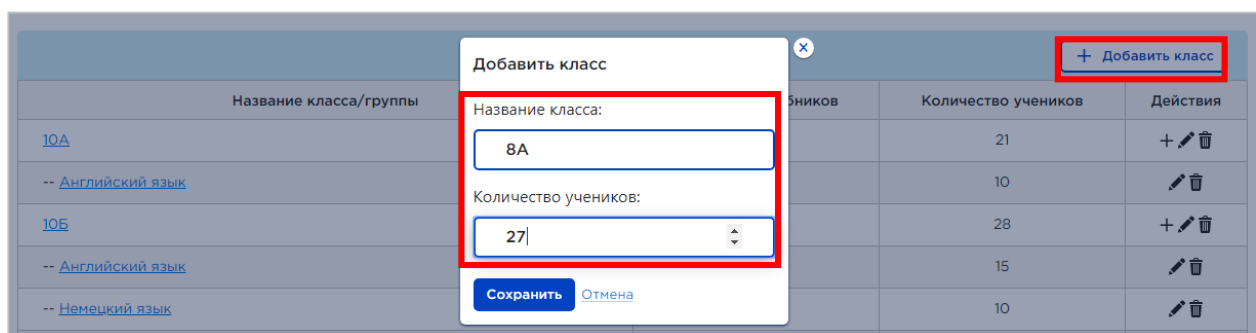 + Добавить класс
Добавить класс
Название класса:
8А
Количество учеников:
27
Сохранить Отмена
Название класса/группы Количество учеников Действия
10А 21
-- Английский язык 10
10Б 28
-- Английский язык 15
-- Немецкий язык 10